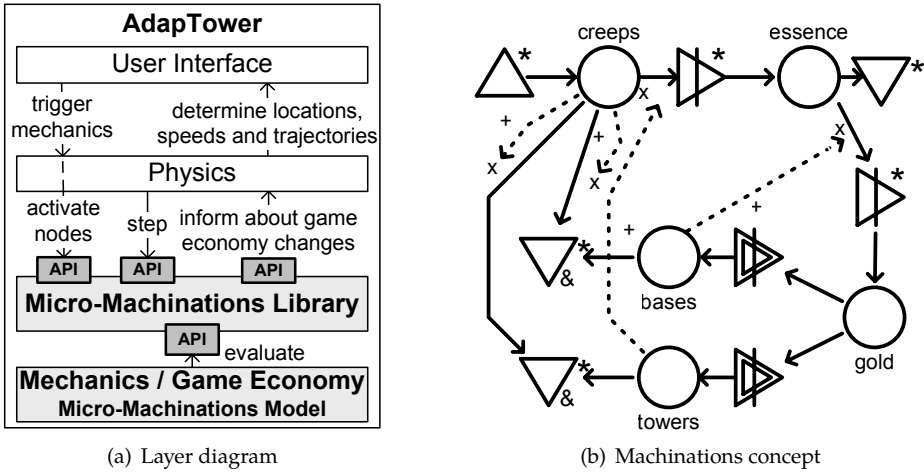 AdapTower
User Interface
trigger
mechanics
determine locations,
speeds and trajectories
Physics
activate
nodes
step
inform about game
economy changes
API
API
API
Micro-Machinations Library
API
evaluate
Mechanics / Game Economy
Micro-Machinations Model
(a) Layer diagram
creeps
essence
*
*
*
x
+
+
x
x
x
*
+
+
*
&
bases
gold
*
&
towers
(b) Machinations concept